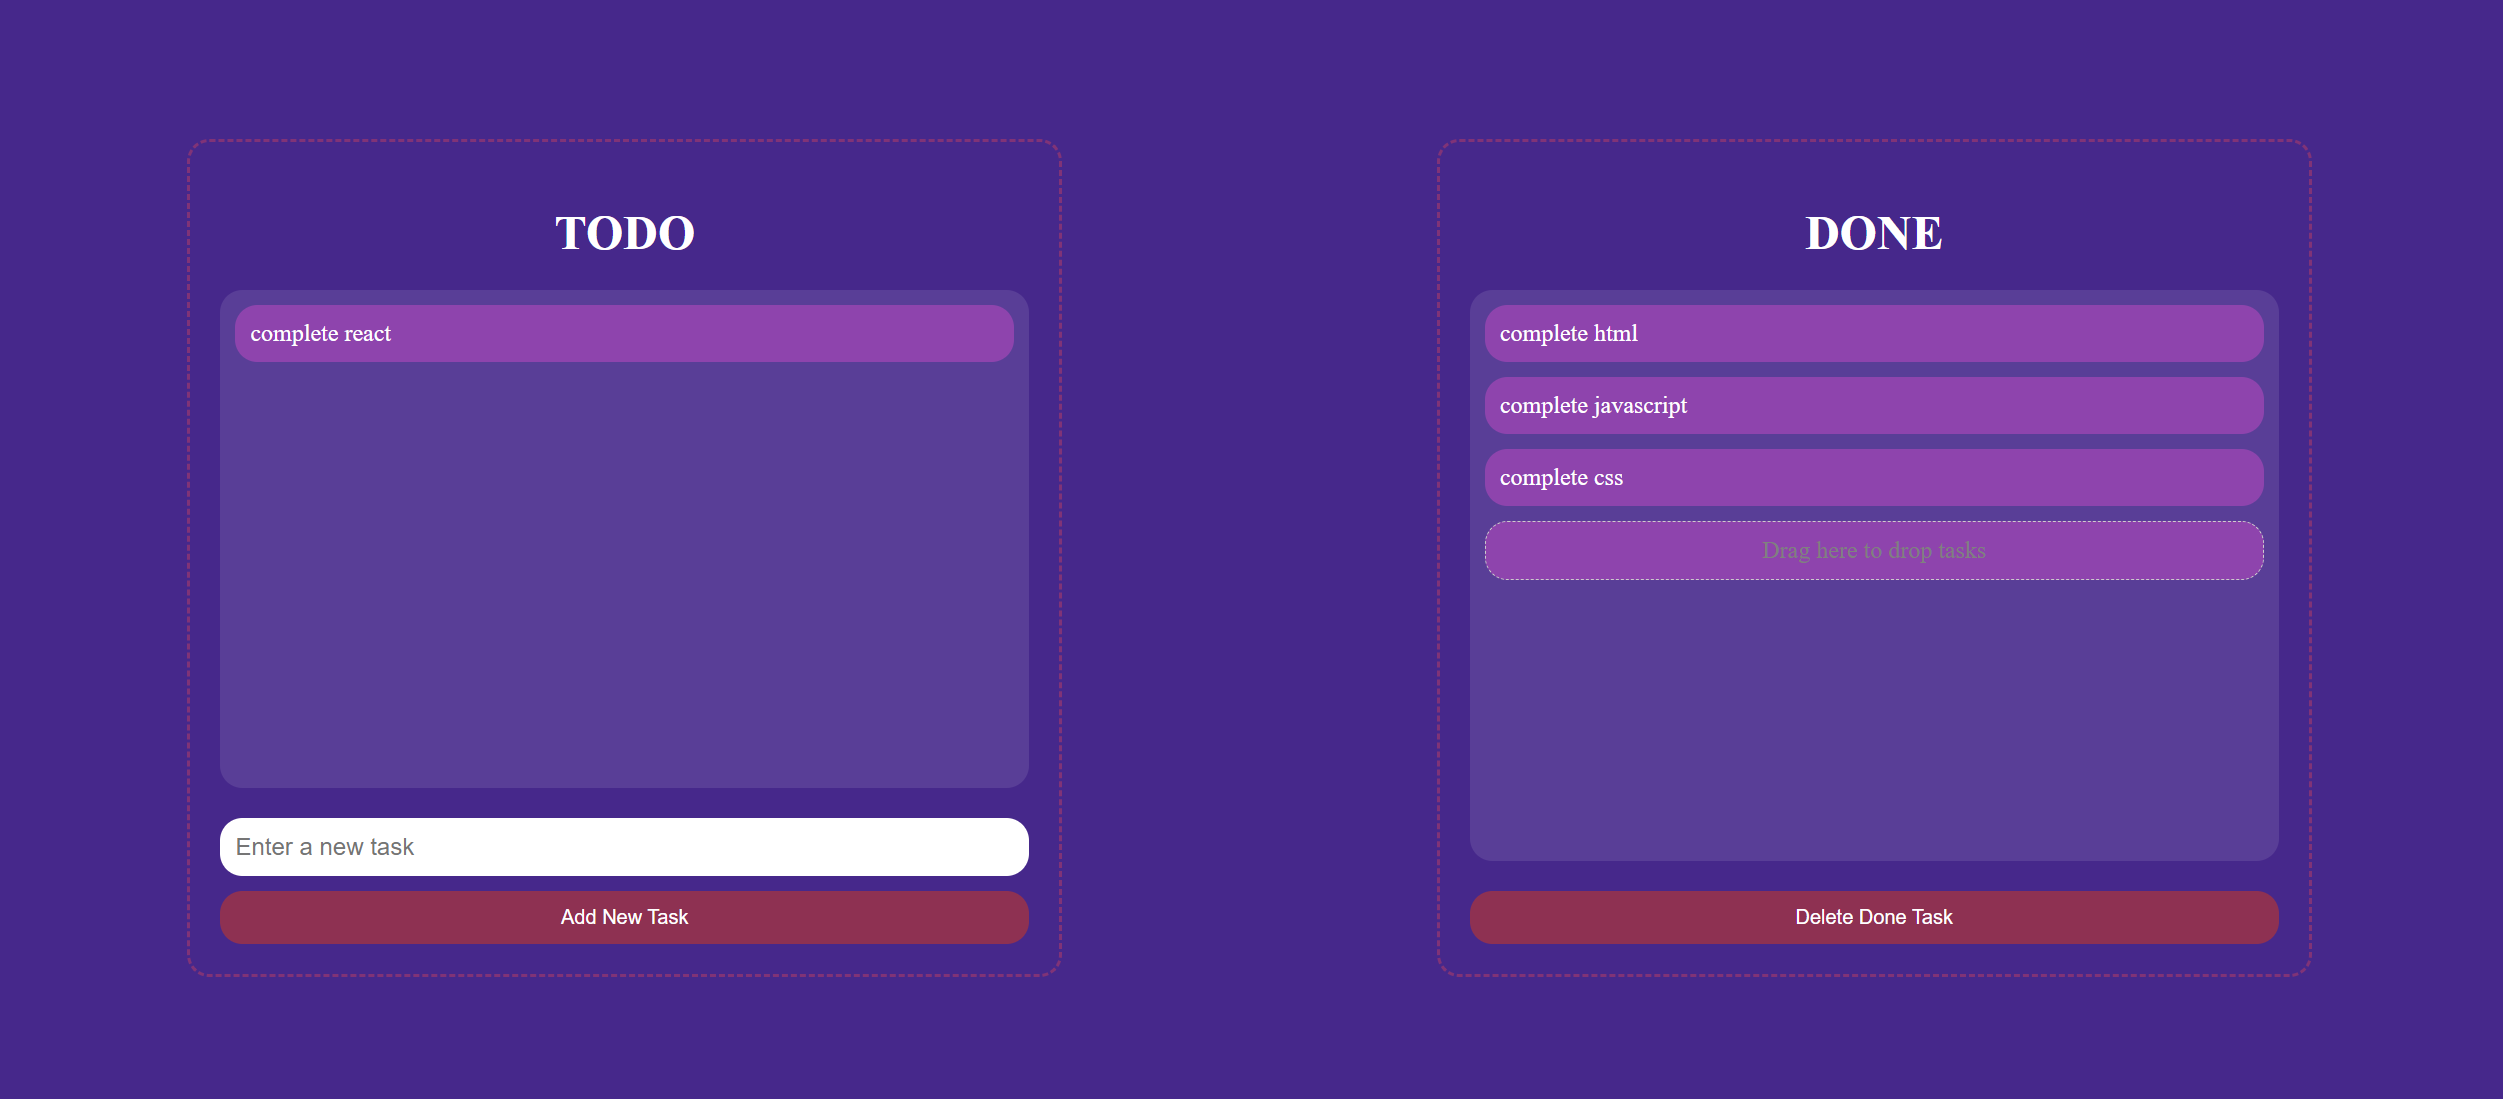 TODO
complete react
Enter a new task
Add New Task
DONE
complete html
complete javascript
complete css
Drag here to drop tasks
Delete Done Task